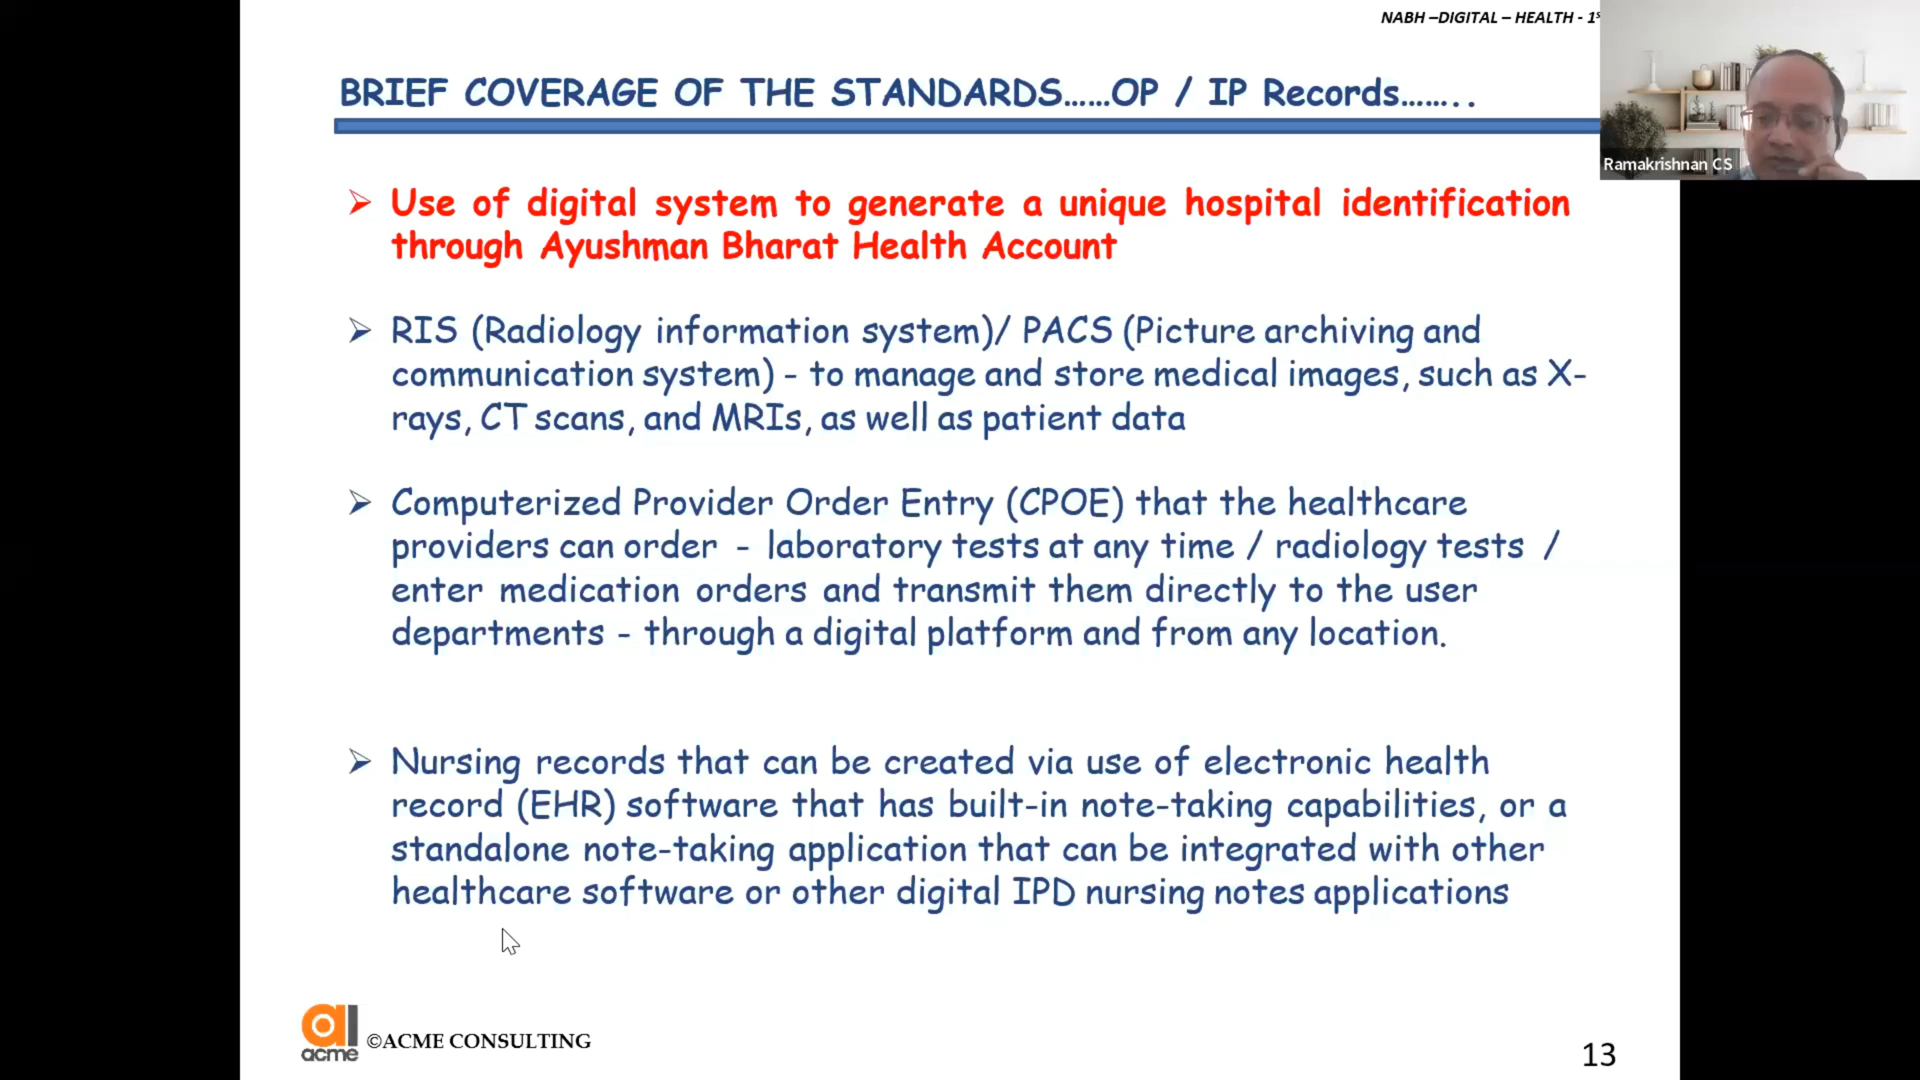 NABH –DIGITAL – HEALTH - 1s
BRIEF COVERAGE OF THE STANDARDS……OP / IP Records……..
Ramakrishnan CS
➢ Use of digital system to generate a unique hospital identification
through Ayushman Bharat Health Account
➢ RIS (Radiology information system)/ PACS (Picture archiving and
communication system) - to manage and store medical images, such as X-
rays, CT scans, and MRIs, as well as patient data
➢ Computerized Provider Order Entry (CPOE) that the healthcare
providers can order - laboratory tests at any time / radiology tests /
enter medication orders and transmit them directly to the user
departments - through a digital platform and from any location.
➢ Nursing records that can be created via use of electronic health
record (EHR) software that has built-in note-taking capabilities, or a
standalone note-taking application that can be integrated with other
healthcare software or other digital IPD nursing notes applications
acme
©ACME CONSULTING
13